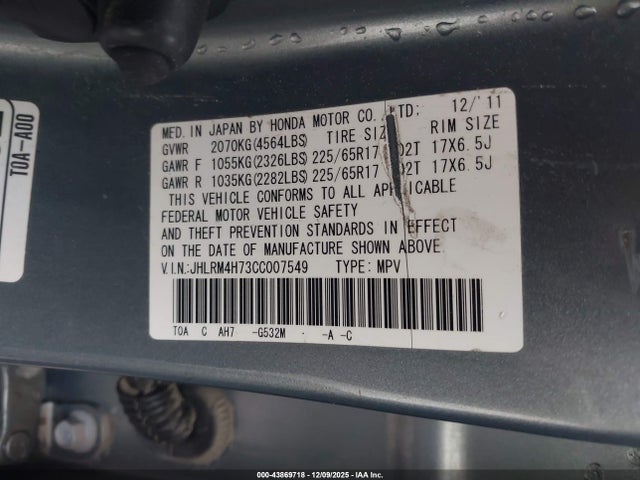 MFD. IN JAPAN BY HONDA MOTOR CO., LTD: 12/'11
GVWR 2070KG(4564LBS) TIRE SIZE RIM SIZE
GAWR F 1055KG(2326LBS) 225/65R17 102T 17X6.5J
GAWR R 1035KG(2282LBS) 225/65R17 102T 17X6.5J
THIS VEHICLE CONFORMS TO ALL APPLICABLE
FEDERAL MOTOR VEHICLE SAFETY
AND THEFT PREVENTION STANDARDS IN EFFECT
ON THE DATE OF MANUFACTURE SHOWN ABOVE.
V.I.N.:JHLRM4H73CC007549 TYPE: MPV
TOA C AH7 -G532M - -A -C
TOA-A00
000-43869718 - 12/09/2025 - IAA Inc.